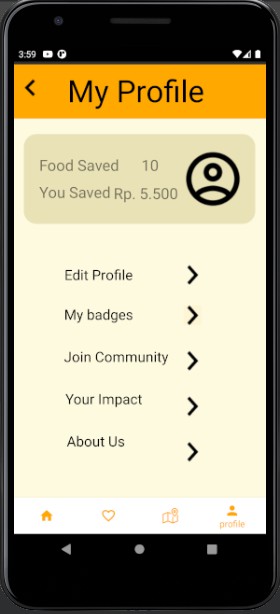 3:59
My Profile
Food Saved 10
You Saved Rp. 5.500
Edit Profile
My badges
Join Community
Your Impact
About Us
profile